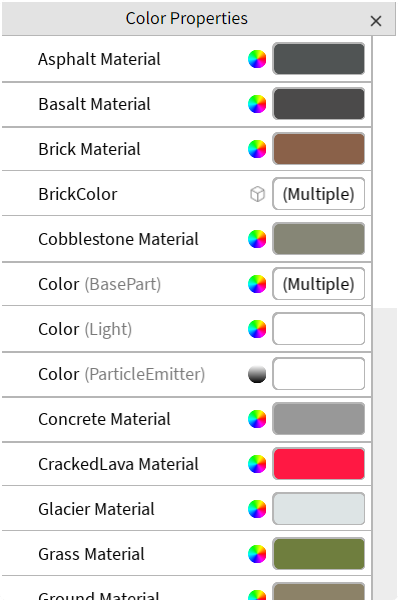 Color Properties
Asphalt Material
Basalt Material
Brick Material
BrickColor (Multiple)
Cobblestone Material
Color (BasePart) (Multiple)
Color (Light)
Color (ParticleEmitter)
Concrete Material
CrackedLava Material
Glacier Material
Grass Material
Ground Material